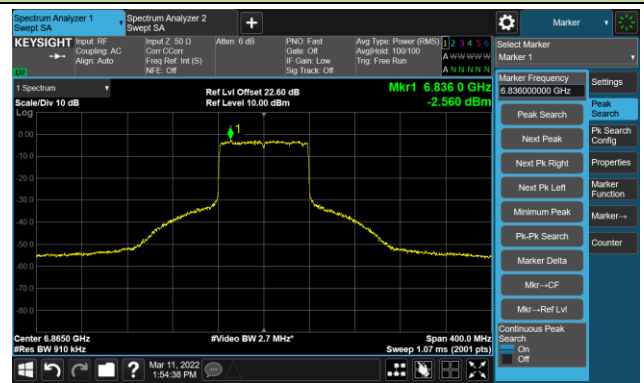 Spectrum Analyzer 1
Swept SA
Spectrum Analyzer 2
Swept SA
+
Marker
KEYSIGHT
Input: RF
Coupling: AC
Align: Auto
Input Z: 50 Ω
Corr CCorr
Freq Ref: Int (S)
NFE: Off
Atten: 6 dB
PNO: Fast
Gate: Off
IF Gain: Low
Sig Track: Off
Avg Type: Power (RMS)
Avg|Hold: 100/100
Trig: Free Run
1 2 3 4 5 6
A W W W W W
A N N N N N
LW
Select Marker
Marker 1
1 Spectrum
Scale/Div 10 dB
Log
Ref Lvl Offset 22.60 dB
Ref Level 10.00 dBm
Mkr1 6.836 0 GHz
-2.560 dBm
1
0.00
-10.0
-20.0
-30.0
-40.0
-50.0
-60.0
-70.0
-80.0
Center 6.8650 GHz
#Res BW 910 kHz
#Video BW 2.7 MHz*
Span 400.0 MHz
Sweep 1.07 ms (2001 pts)
Marker Frequency
6.836000000 GHz
Peak Search
Next Peak
Next Pk Right
Next Pk Left
Minimum Peak
Pk-Pk Search
Marker Delta
Mkr→CF
Mkr→Ref Lvl
Continuous Peak
Search
On
Off
Settings
Peak
Search
Pk Search
Config
Properties
Marker
Function
Marker→
Counter
?
Mar 11, 2022
1:54:38 PM